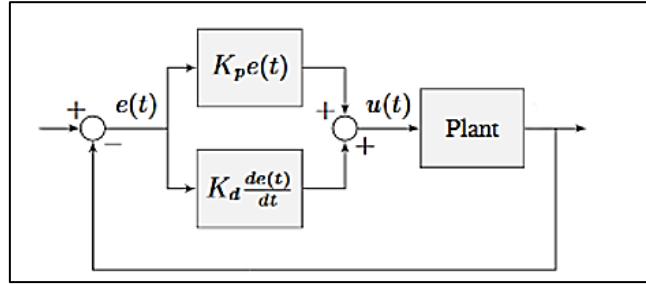 K_p e(t)
+ e(t) + u(t)
− + Plant
K_d de(t)/dt